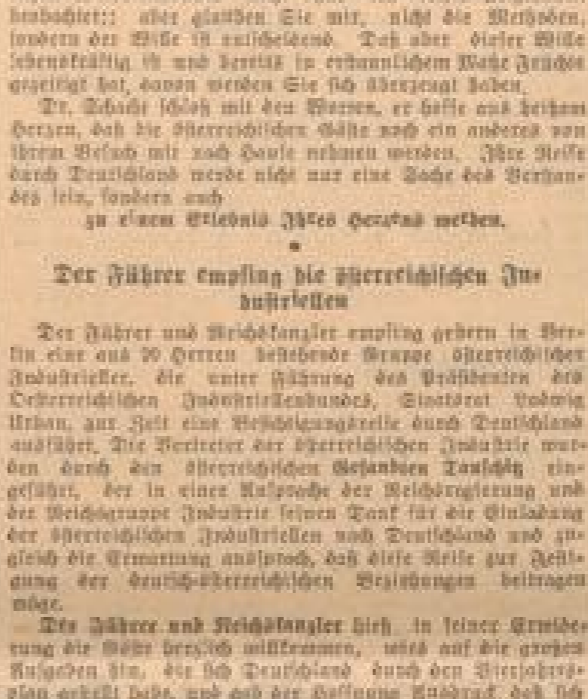 beobachtet; aber glauben Sie mir, nicht die Methoden,
sondern der Wille ist entscheidend. Daß aber dieser Wille
lebenskräftig ist und bereits in erstaunlichem Maße Früchte
gezeitigt hat, davon werden Sie sich überzeugt haben.
Dr. Schacht schloß mit den Worten, er hoffe aus heißem
Herzen, daß die österreichischen Gäste noch ein anderes von
ihrem Besuch mit nach Hause nehmen werden. Ihre Reise
durch Deutschland werde nicht nur eine Sache des Verstan-
des sein, sondern auch
zu einem Erlebnis Ihres Herzens werden.
*
Der Führer empfing die österreichischen In-
dustriellen
Der Führer und Reichskanzler empfing gestern in Ber-
lin eine aus 20 Herren bestehende Gruppe österreichischer
Industrieller, die unter Führung des Präsidenten des
Oesterreichischen Industriellenbundes, Staatsrat Ludwig
Urban, zur Zeit eine Besichtigungsreise durch Deutschland
ausführt. Die Vertreter der österreichischen Industrie wur-
den durch den österreichischen Gesandten Tauschitz ein-
geführt, der in einer Ansprache der Reichsregierung und
der Reichsgruppe Industrie seinen Dank für die Einladung
der österreichischen Industriellen nach Deutschland und zu-
gleich die Erwartung aussprach, daß diese Reise zur Festi-
gung der deutsch-österreichischen Beziehungen beitragen
möge.
Der Führer und Reichskanzler hieß in seiner Erwide-
rung die Gäste herzlich willkommen, wies auf die großen
Aufgaben hin, die sich Deutschland durch den Vierjahres-
plan gestellt habe, und gab der Hoffnung Ausdruck, daß